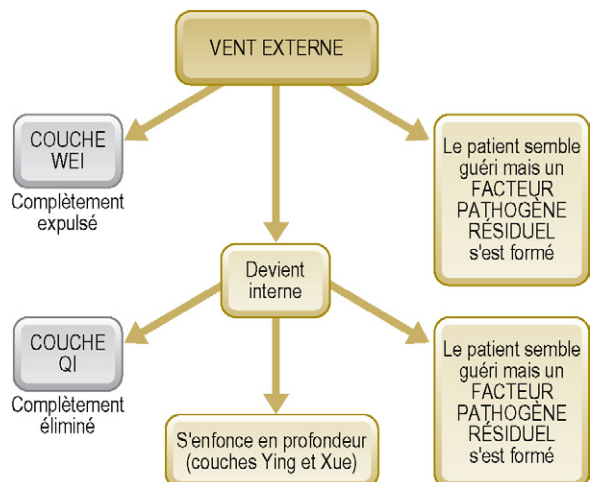 VENT EXTERNE
COUCHE
WEI
Complètement
expulsé
Le patient semble
guéri mais un
FACTEUR
PATHOGÈNE
RÉSIDUEL
s'est formé
Devient
interne
COUCHE
QI
Complètement
éliminé
S'enfonce en profondeur
(couches Ying et Xue)
Le patient semble
guéri mais un
FACTEUR
PATHOGÈNE
RÉSIDUEL
s'est formé